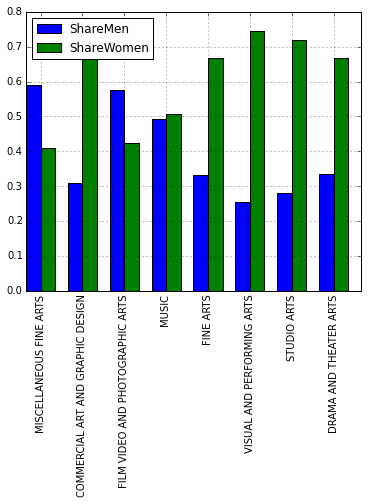 0.8
0.7
0.6
0.5
0.4
0.3
0.2
0.1
0.0
ShareMen
ShareWomen
MISCELLANEOUS FINE ARTS
COMMERCIAL ART AND GRAPHIC DESIGN
FILM VIDEO AND PHOTOGRAPHIC ARTS
MUSIC
FINE ARTS
VISUAL AND PERFORMING ARTS
STUDIO ARTS
DRAMA AND THEATER ARTS